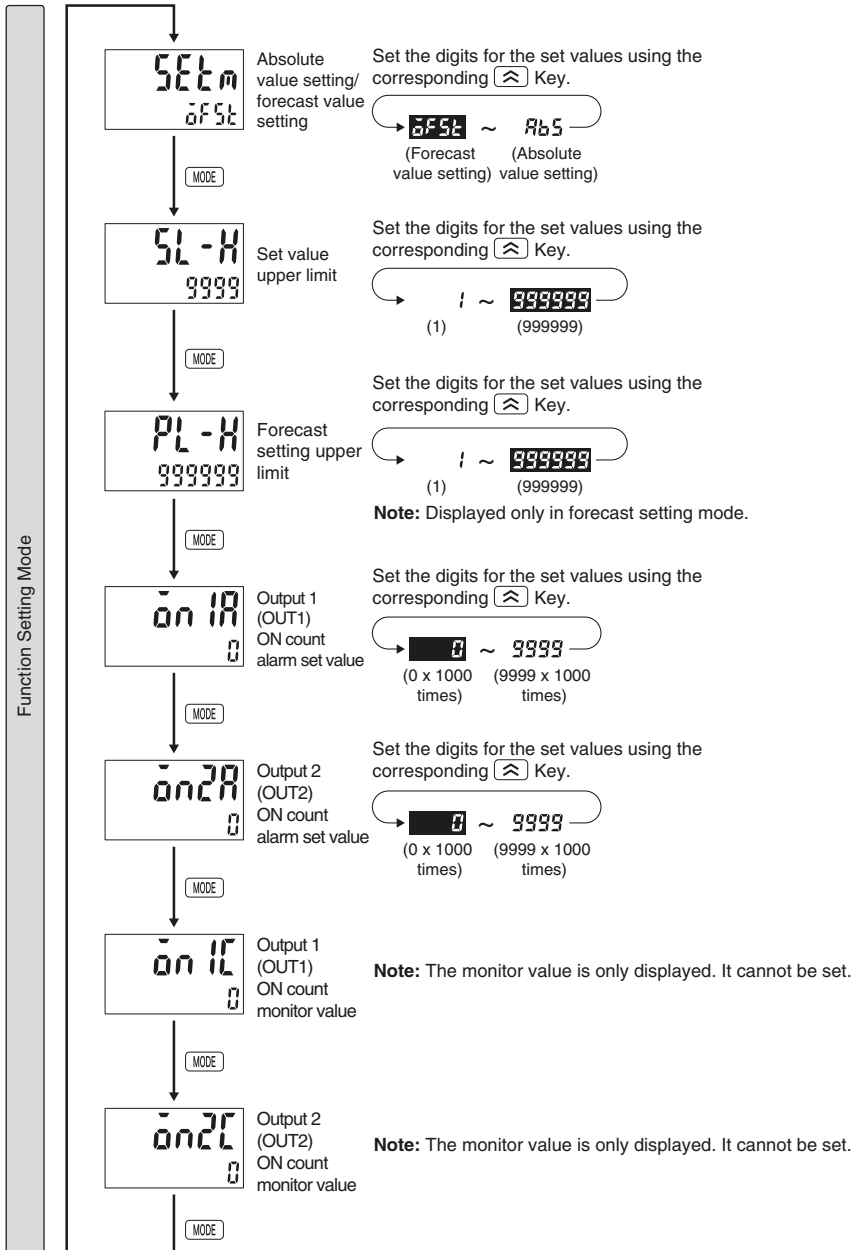 Function Setting Mode
SEtm
oFSt
Absolute
value setting/
forecast value
setting
Set the digits for the set values using the
corresponding Key.
oFSt ~ AbS
(Forecast
value setting)
(Absolute
value setting)
MODE
SL-H
9999
Set value
upper limit
Set the digits for the set values using the
corresponding Key.
1 ~ 999999
(1) (999999)
MODE
PL-H
999999
Forecast
setting upper
limit
Set the digits for the set values using the
corresponding Key.
1 ~ 999999
(1) (999999)
Note: Displayed only in forecast setting mode.
MODE
on1A
0
Output 1
(OUT1)
ON count
alarm set value
Set the digits for the set values using the
corresponding Key.
0 ~ 9999
(0 x 1000
times)
(9999 x 1000
times)
MODE
on2A
0
Output 2
(OUT2)
ON count
alarm set value
Set the digits for the set values using the
corresponding Key.
0 ~ 9999
(0 x 1000
times)
(9999 x 1000
times)
MODE
on1C
0
Output 1
(OUT1)
ON count
monitor value
Note: The monitor value is only displayed. It cannot be set.
MODE
on2C
0
Output 2
(OUT2)
ON count
monitor value
Note: The monitor value is only displayed. It cannot be set.
MODE